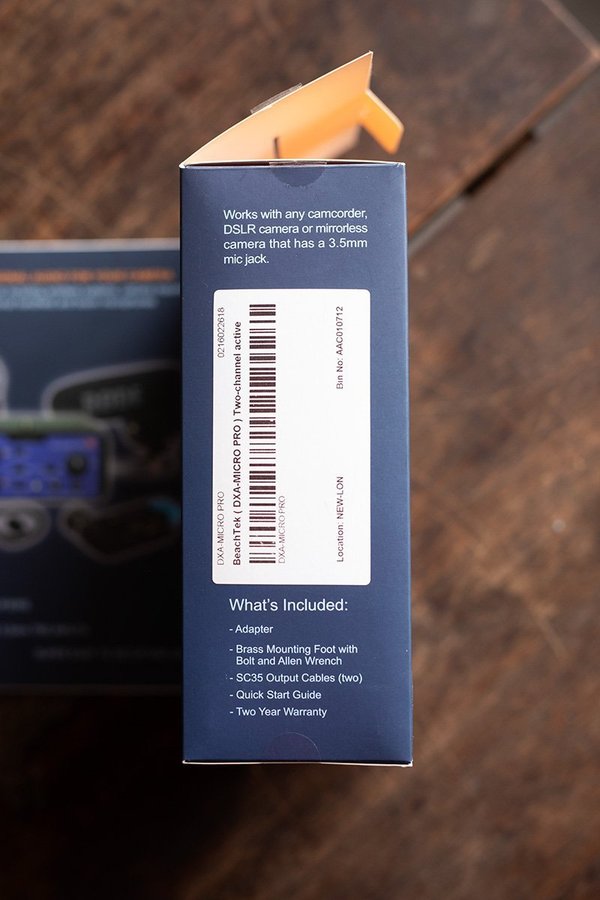 Works with any camcorder,
DSLR camera or mirrorless
camera that has a 3.5mm
mic jack.
DXA-MICRO PRO
0216022618
BeachTek ( DXA-MICRO PRO ) Two-channel active
DXA-MICRO PRO
Location: NEW-LON
Bin No: AAC010712
What's Included:
- Adapter
- Brass Mounting Foot with
Bolt and Allen Wrench
- SC35 Output Cables (two)
- Quick Start Guide
- Two Year Warranty